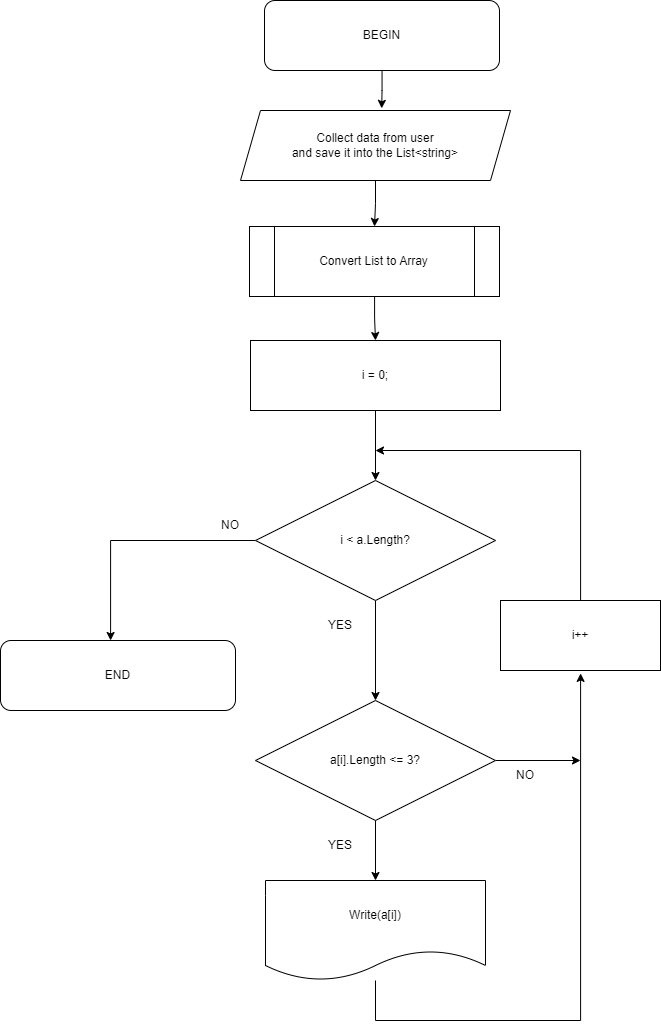 BEGIN
Collect data from user
and save it into the List<string>
Convert List to Array
i = 0;
i < a.Length?
NO
YES
END
i++
a[i].Length <= 3?
NO
YES
Write(a[i])